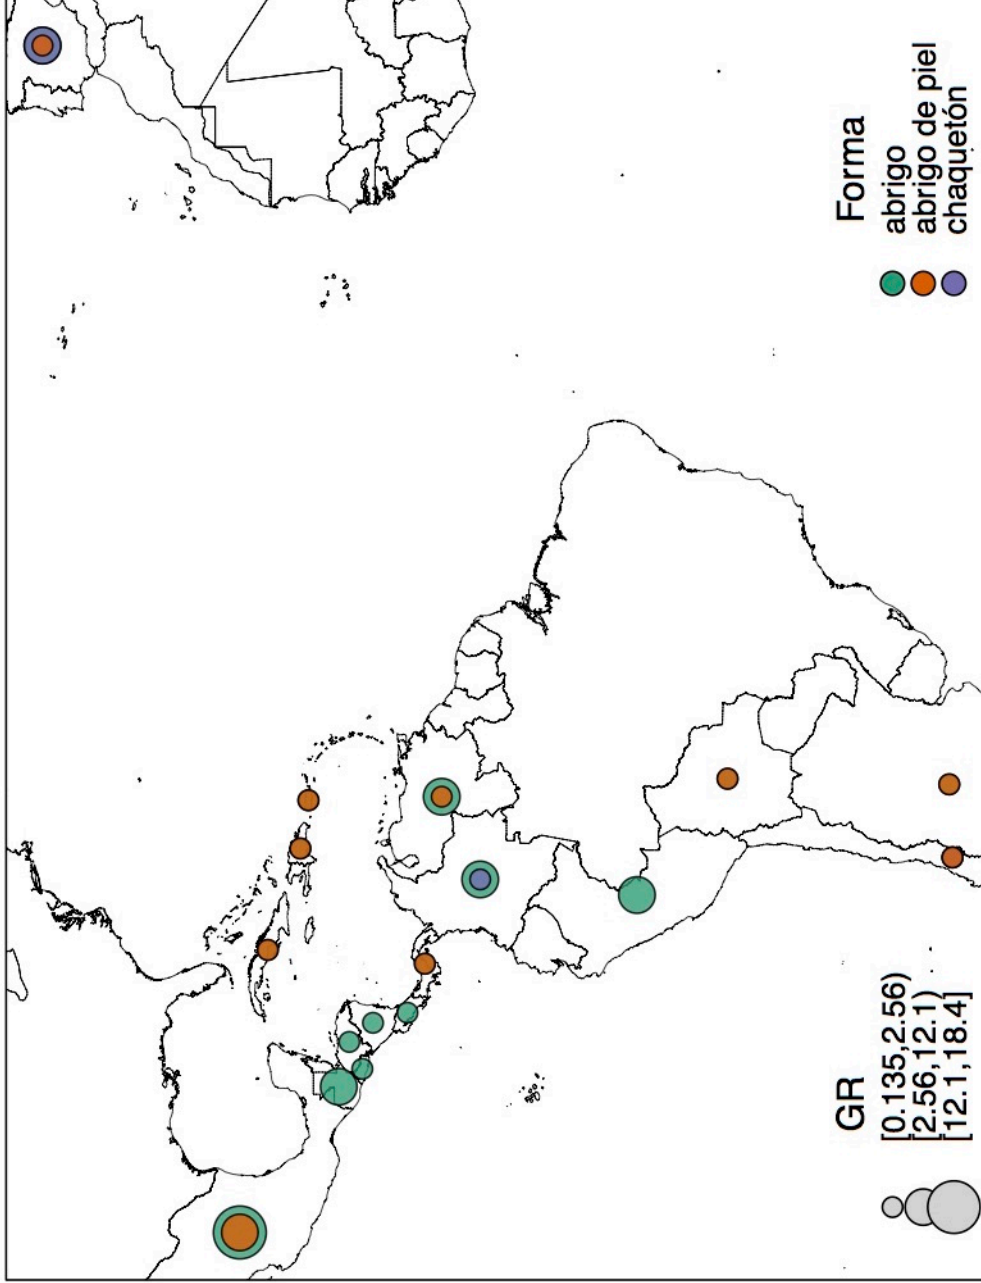 GR
[0.135,2.56)
[2.56,12.1)
[12.1,18.4]
Forma
abrigo
abrigo de piel
chaquetón